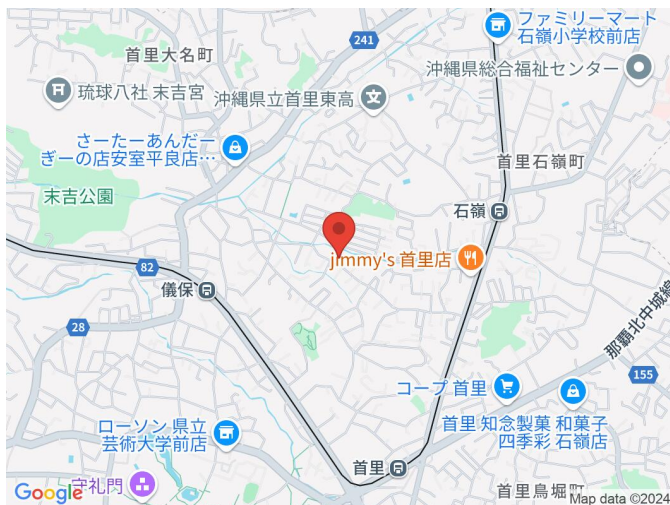 ファミリーマート
石嶺小学校前店
241
首里大名町
沖縄県総合福祉センター
琉球八社 末吉宮
沖縄県立首里東高
さーたーあんだー
ぎーの店安室平良店…
首里石嶺町
末吉公園
石嶺
jimmy's 首里店
82
儀保
28
那覇北中城線
155
コープ 首里
首里 知念製菓 和菓子
四季彩 石嶺店
ローソン 県立
芸術大学前店
首里
守礼門
首里鳥堀町
Google
Map data ©2024